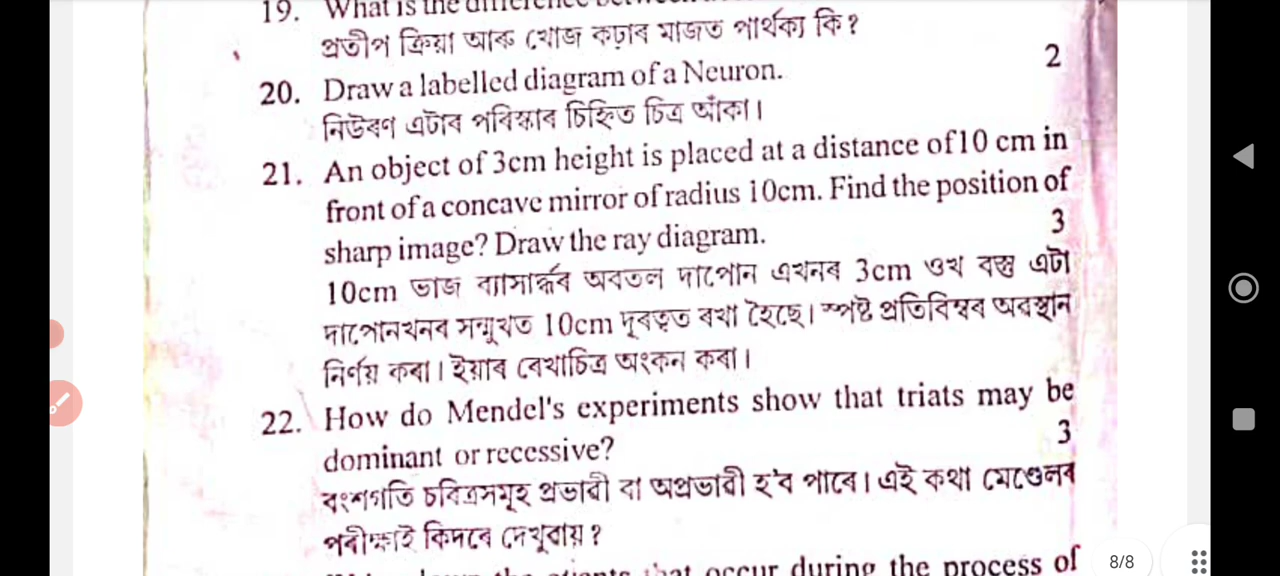 19. What is the difference
প্ৰতীপ ক্ৰিয়া আৰু খোজ কঢ়াৰ মাজত পাৰ্থক্য কি?
20. Draw a labelled diagram of a Neuron. 2
নিউৰণ এটাৰ পৰিস্কাৰ চিহ্নিত চিত্ৰ আঁকা।
21. An object of 3cm height is placed at a distance of10 cm in
front of a concave mirror of radius 10cm. Find the position of
sharp image? Draw the ray diagram. 3
10cm ভাজ ব্যাসাৰ্দ্ধৰ অবতল দাপোন এখনৰ 3cm ওখ বস্তু এটা
দাপোনখনৰ সন্মুখত 10cm দূৰত্বত ৰখা হৈছে। স্পষ্ট প্ৰতিবিম্বৰ অৱস্থান
নিৰ্ণয় কৰা। ইয়াৰ ৰেখাচিত্ৰ অংকন কৰা।
22. How do Mendel's experiments show that triats may be
dominant or recessive? 3
বংশগতি চৰিত্ৰসমূহ প্ৰভাৱী বা অপ্ৰভাৱী হ'ব পাৰে। এই কথা মেণ্ডেলৰ
পৰীক্ষাই কিদৰে দেখুৱায়?
that occur during the process of
8/8